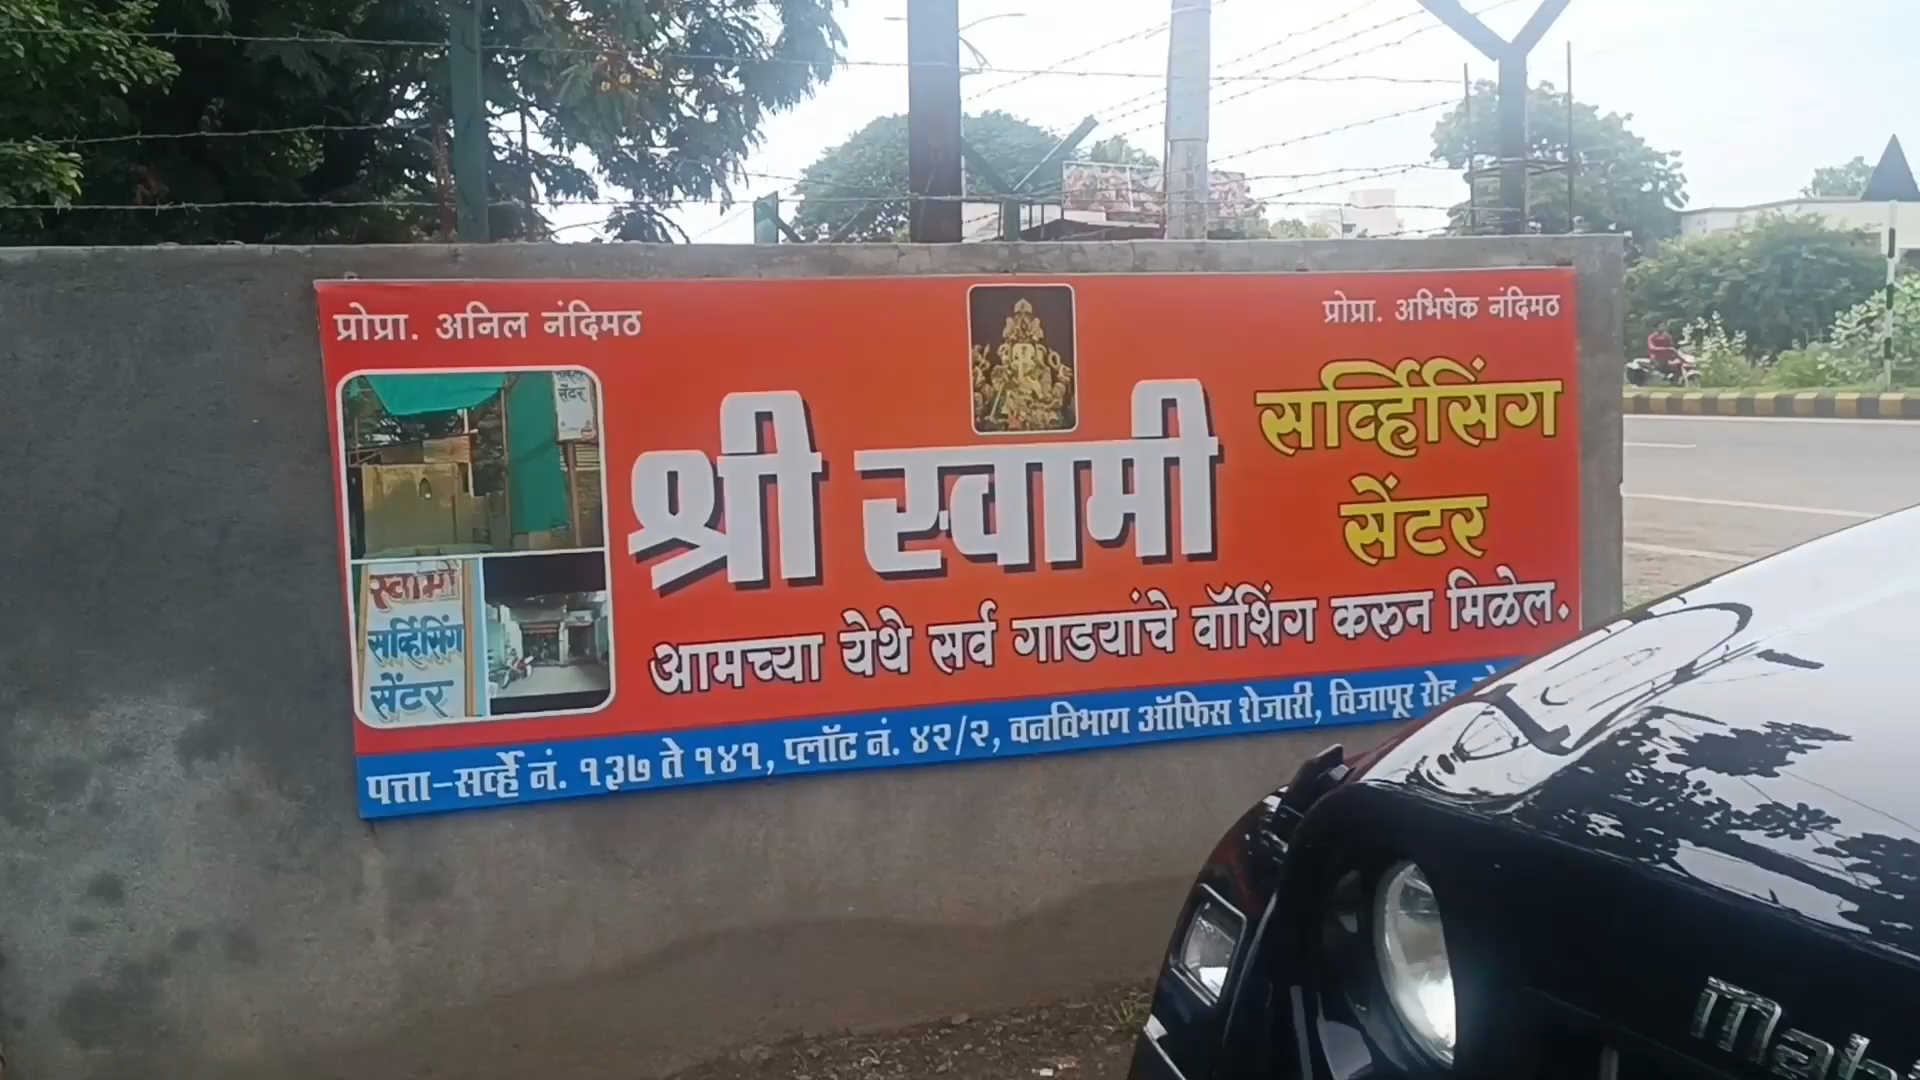 प्रोप्रा. अनिल नंदिमठ
प्रोप्रा. अभिषेक नंदिमठ
श्री स्वामी
सर्व्हिसिंग
सेंटर
आमच्या येथे सर्व गाडयांचे वॉशिंग करुन मिळेल.
पत्ता-सर्व्हे नं. १३७ ते १४१, प्लॉट नं. ४२/२, वनविभाग ऑफिस शेजारी, विजापूर रोड,
सेंटर
स्वामी
सर्व्हिसिंग
सेंटर